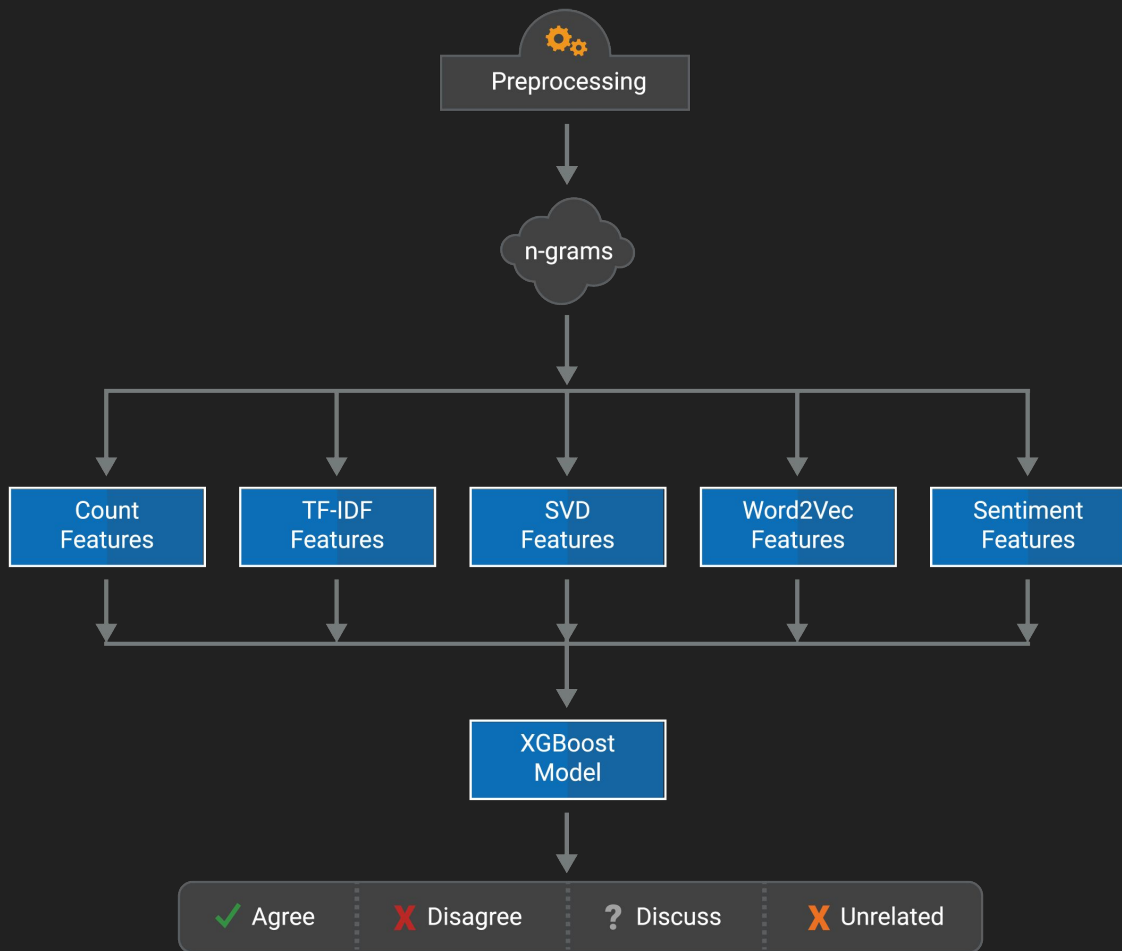 Preprocessing
n-grams
Count
Features
TF-IDF
Features
SVD
Features
Word2Vec
Features
Sentiment
Features
XGBoost
Model
Agree
Disagree
? Discuss
Unrelated